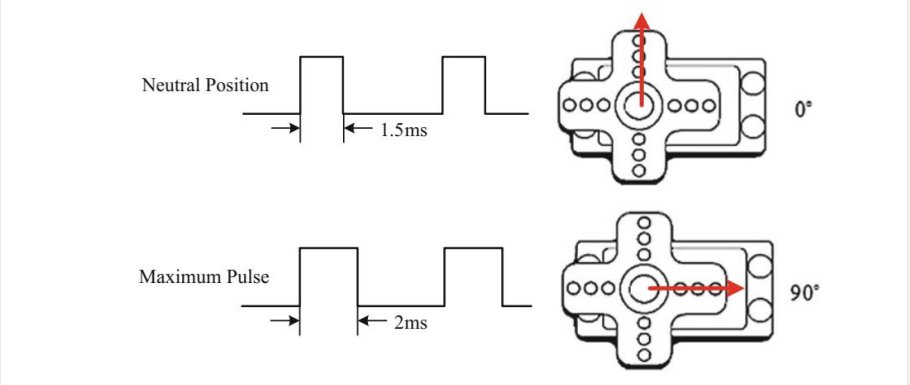 Neutral Position
1.5ms
0°
Maximum Pulse
2ms
90°